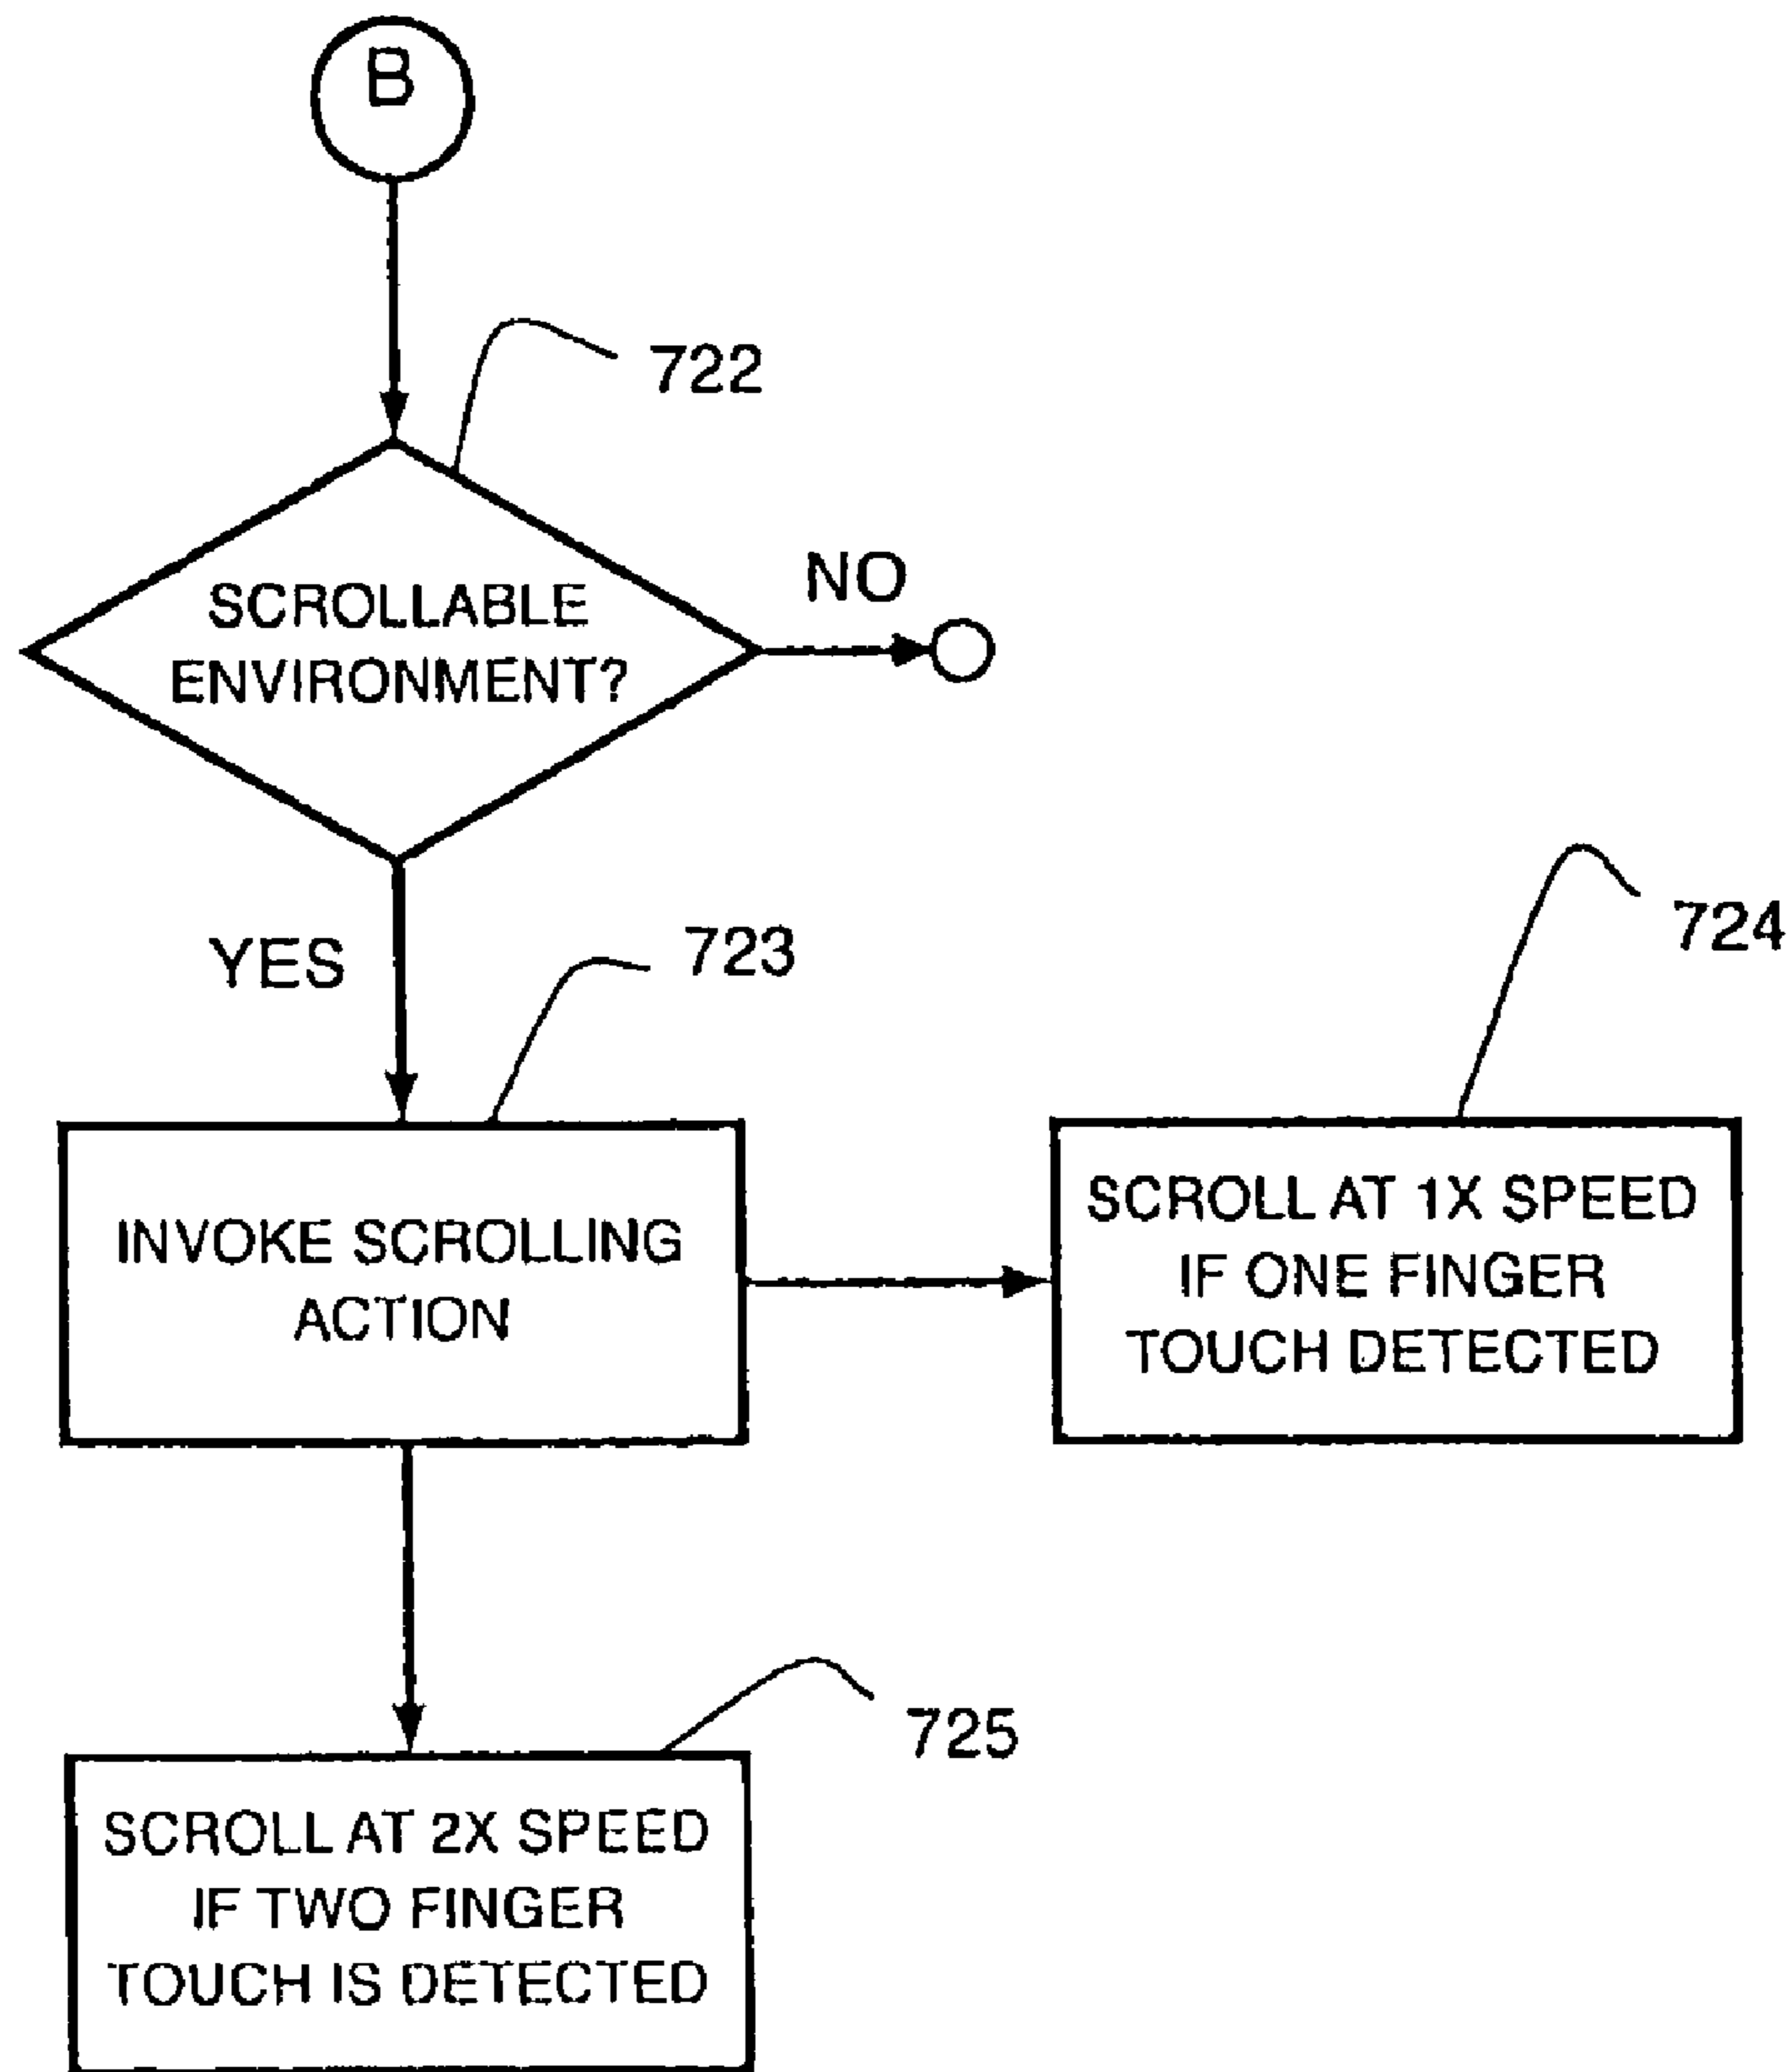 B
722
SCROLLABLE
ENVIRONMENT?
NO
YES
723
724
INVOKE SCROLLING
ACTION
SCROLL AT 1X SPEED
IF ONE FINGER
TOUCH DETECTED
725
SCROLL AT 2X SPEED
IF TWO FINGER
TOUCH IS DETECTED